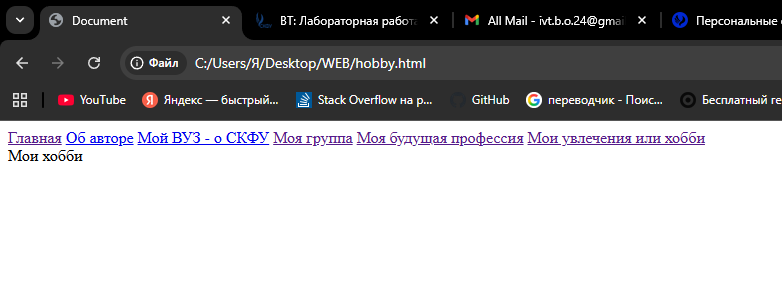 Document
ВТ: Лабораторная работа
All Mail - ivt.b.o.24@gmai
Персональные
Файл
C:/Users/Я/Desktop/WEB/hobby.html
YouTube
Яндекс — быстрый...
Stack Overflow на р...
GitHub
переводчик - Поис...
Бесплатный ге
Главная Об авторе Мой ВУЗ - о СКФУ Моя группа Моя будущая профессия Мои увлечения или хобби
Мои хобби